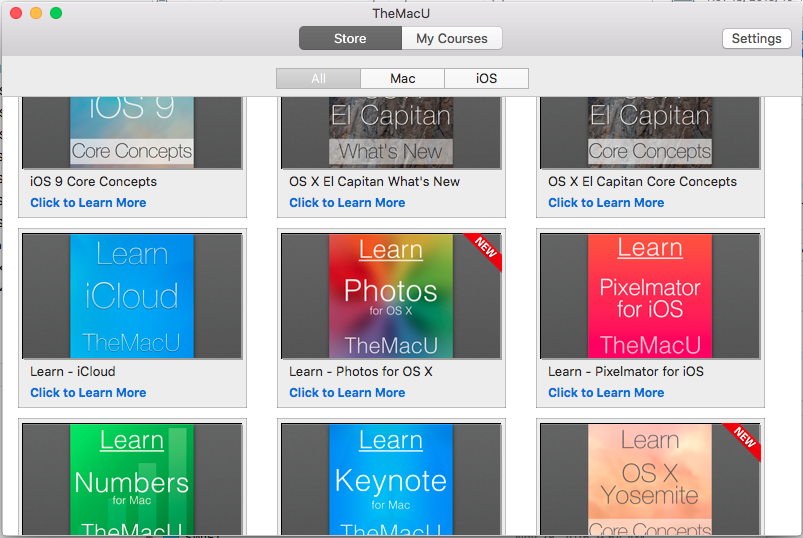 TheMacU
Store My Courses Settings
All Mac iOS
iOS 9
Core Concepts
iOS 9 Core Concepts
Click to Learn More
El Capitan
What's New
OS X El Capitan What's New
Click to Learn More
El Capitan
Core Concepts
OS X El Capitan Core Concepts
Click to Learn More
Learn
iCloud
TheMacU
Learn - iCloud
Click to Learn More
Learn
Photos
for OS X
TheMacU
NEW
Learn - Photos for OS X
Click to Learn More
Learn
Pixelmator
for iOS
TheMacU
Learn - Pixelmator for iOS
Click to Learn More
Learn
Numbers
for Mac
TheMacU
Learn
Keynote
for Mac
TheMacU
Learn
OS X
Yosemite
Core Concepts
NEW